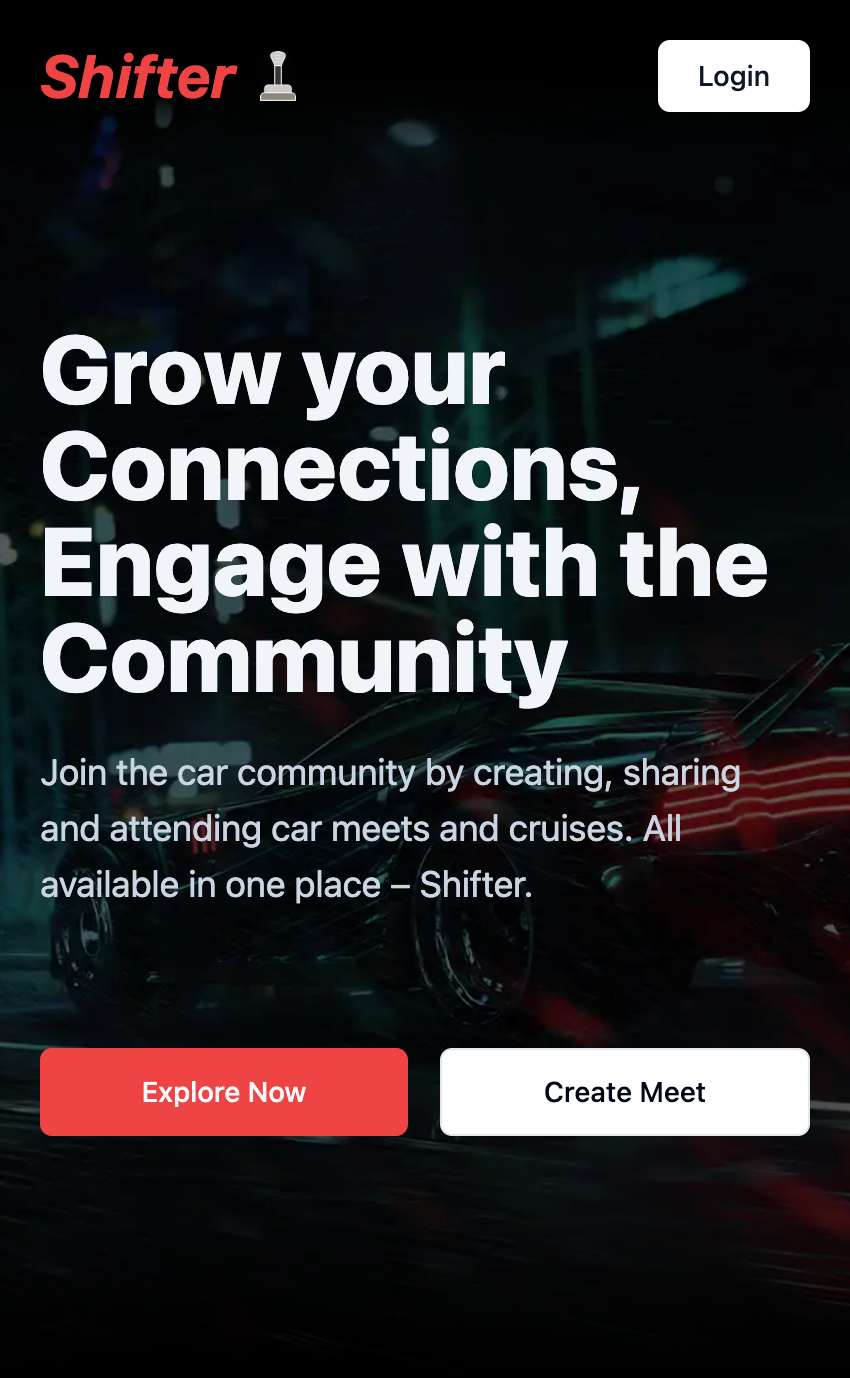 Shifter
Login
Grow your
Connections,
Engage with the
Community
Join the car community by creating, sharing
and attending car meets and cruises. All
available in one place – Shifter.
Explore Now
Create Meet